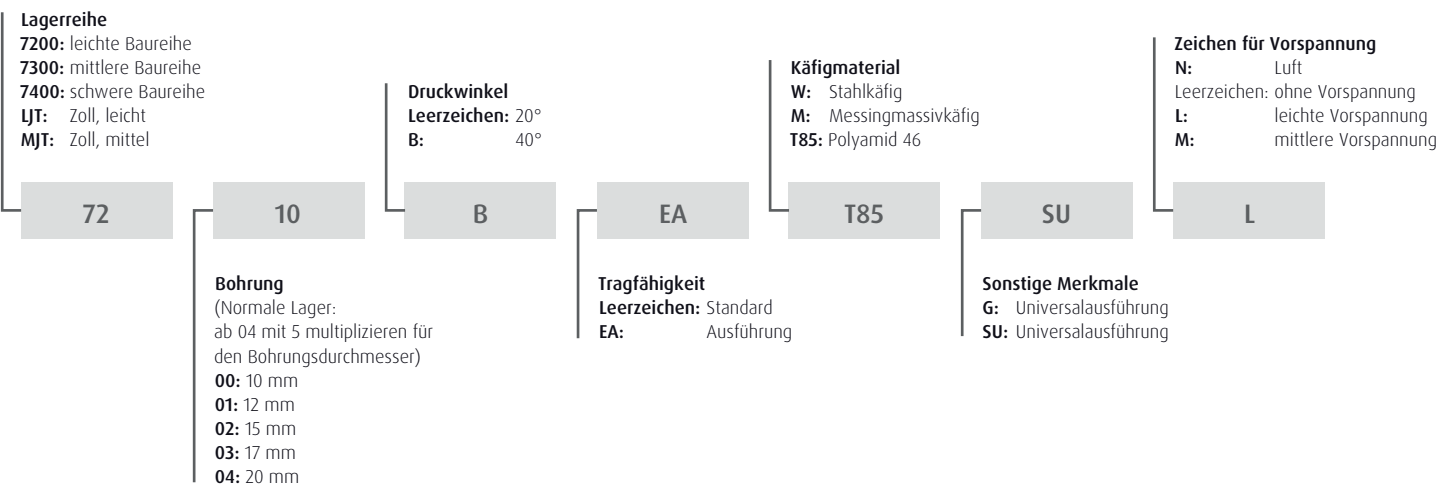 Lagerreihe
7200: leichte Baureihe
7300: mittlere Baureihe
7400: schwere Baureihe
LJT: Zoll, leicht
MJT: Zoll, mittel
Druckwinkel
Leerzeichen: 20°
B: 40°
Käfigmaterial
W: Stahlkäfig
M: Messingmassivkäfig
T85: Polyamid 46
Zeichen für Vorspannung
N: Luft
Leerzeichen: ohne Vorspannung
L: leichte Vorspannung
M: mittlere Vorspannung
72 10 B EA T85 SU L
Bohrung
(Normale Lager:
ab 04 mit 5 multiplizieren für
den Bohrungsdurchmesser)
00: 10 mm
01: 12 mm
02: 15 mm
03: 17 mm
04: 20 mm
Tragfähigkeit
Leerzeichen: Standard
EA: Ausführung
Sonstige Merkmale
G: Universalausführung
SU: Universalausführung